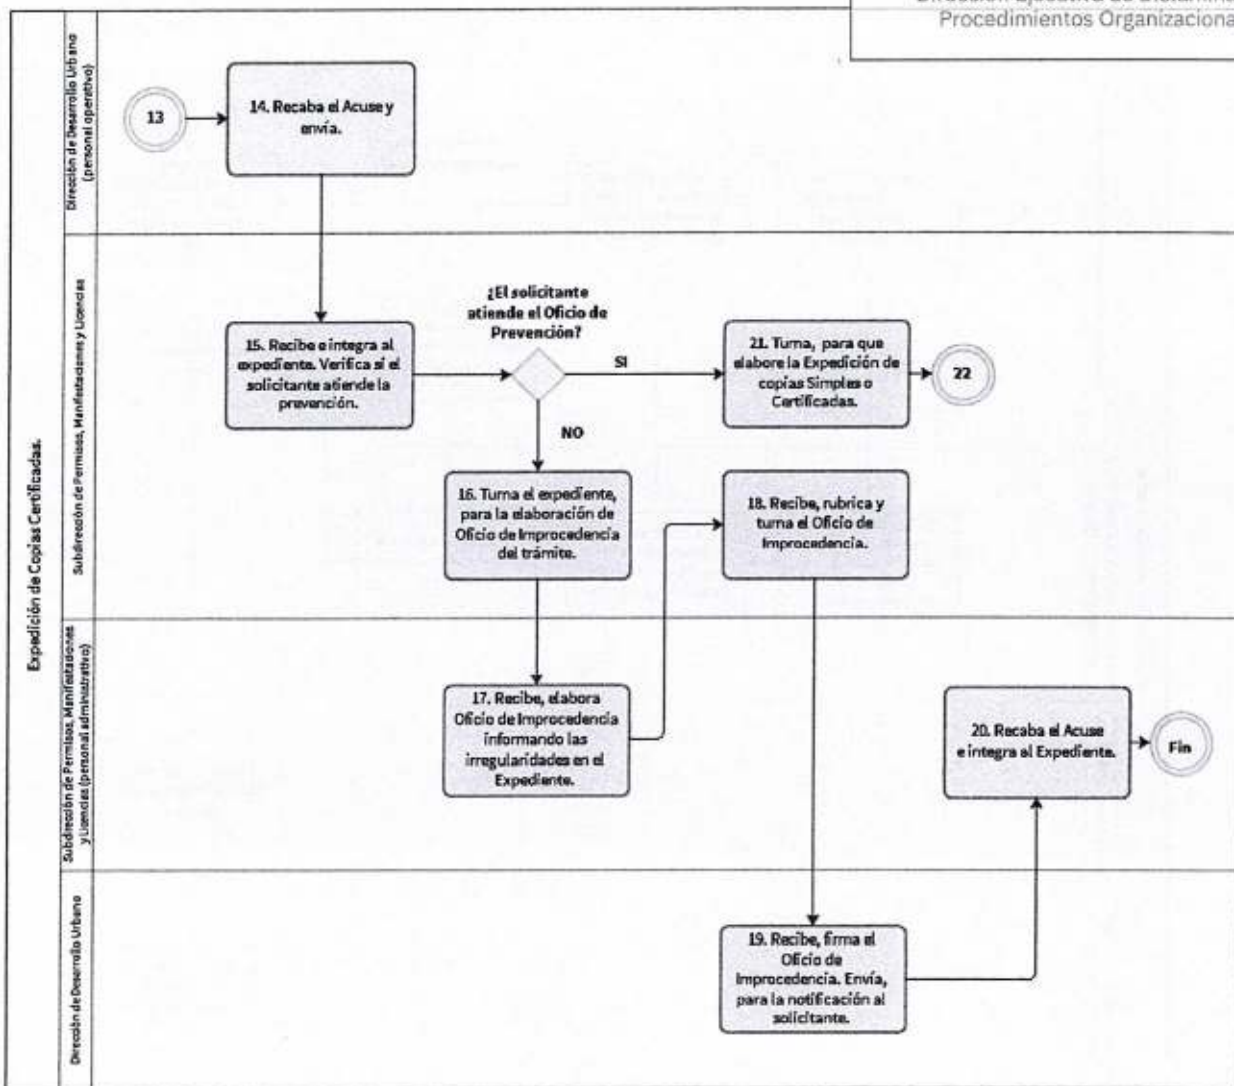 Procedimientos Organizaciona
Expedición de Copias Certificadas.
Dirección de Desarrollo Urbano
(personal operativo)
13
14. Recaba el Acuse y
envía.
Subdirección de Permisos, Manifestaciones y Licencias
15. Recibe e integra al
expediente. Verifica si el
solicitante atiende la
prevención.
¿El solicitante
atiende el Oficio de
Prevención?
SI
21. Turna, para que
elabore la Expedición de
copias Simples o
Certificadas.
22
NO
16. Turna el expediente,
para la elaboración de
Oficio de Improcedencia
del trámite.
18. Recibe, rubrica y
turna el Oficio de
Improcedencia.
Subdirección de Permisos, Manifestaciones
y Licencias (personal administrativo)
17. Recibe, elabora
Oficio de Improcedencia
informando las
irregularidades en el
Expediente.
20. Recaba el Acuse
e integra al Expediente.
Fin
Dirección de Desarrollo Urbano
19. Recibe, firma el
Oficio de
Improcedencia. Envía,
para la notificación al
solicitante.